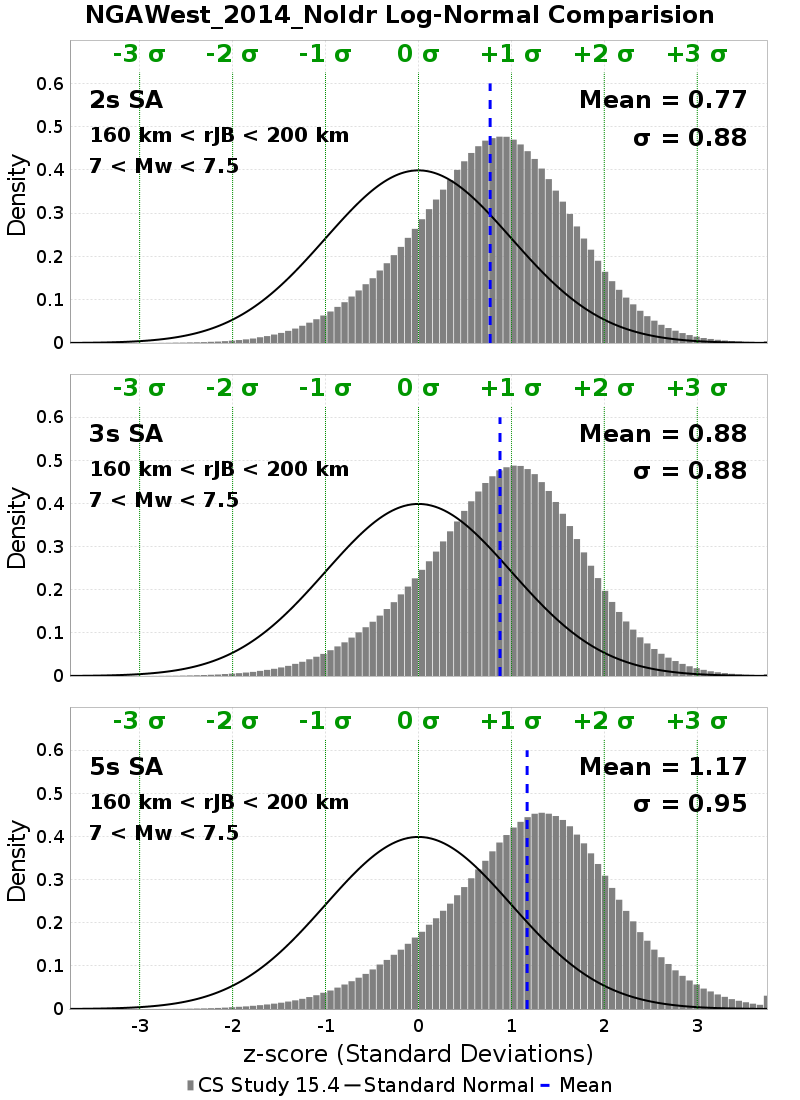 NGAWest_2014_NoIdr Log-Normal Comparision
-3 σ -2 σ -1 σ 0 σ +1 σ +2 σ +3 σ
0.6
2s SA Mean = 0.77
0.5
160 km < rJB < 200 km σ = 0.88
7 < Mw < 7.5
0.4
0.3
0.2
0.1
0
Density
-3 σ -2 σ -1 σ 0 σ +1 σ +2 σ +3 σ
0.6
3s SA Mean = 0.88
0.5
160 km < rJB < 200 km σ = 0.88
7 < Mw < 7.5
0.4
0.3
0.2
0.1
0
Density
-3 σ -2 σ -1 σ 0 σ +1 σ +2 σ +3 σ
0.6
5s SA Mean = 1.17
0.5
160 km < rJB < 200 km σ = 0.95
7 < Mw < 7.5
0.4
0.3
0.2
0.1
0
Density
-3 -2 -1 0 1 2 3
z-score (Standard Deviations)
CS Study 15.4 Standard Normal Mean